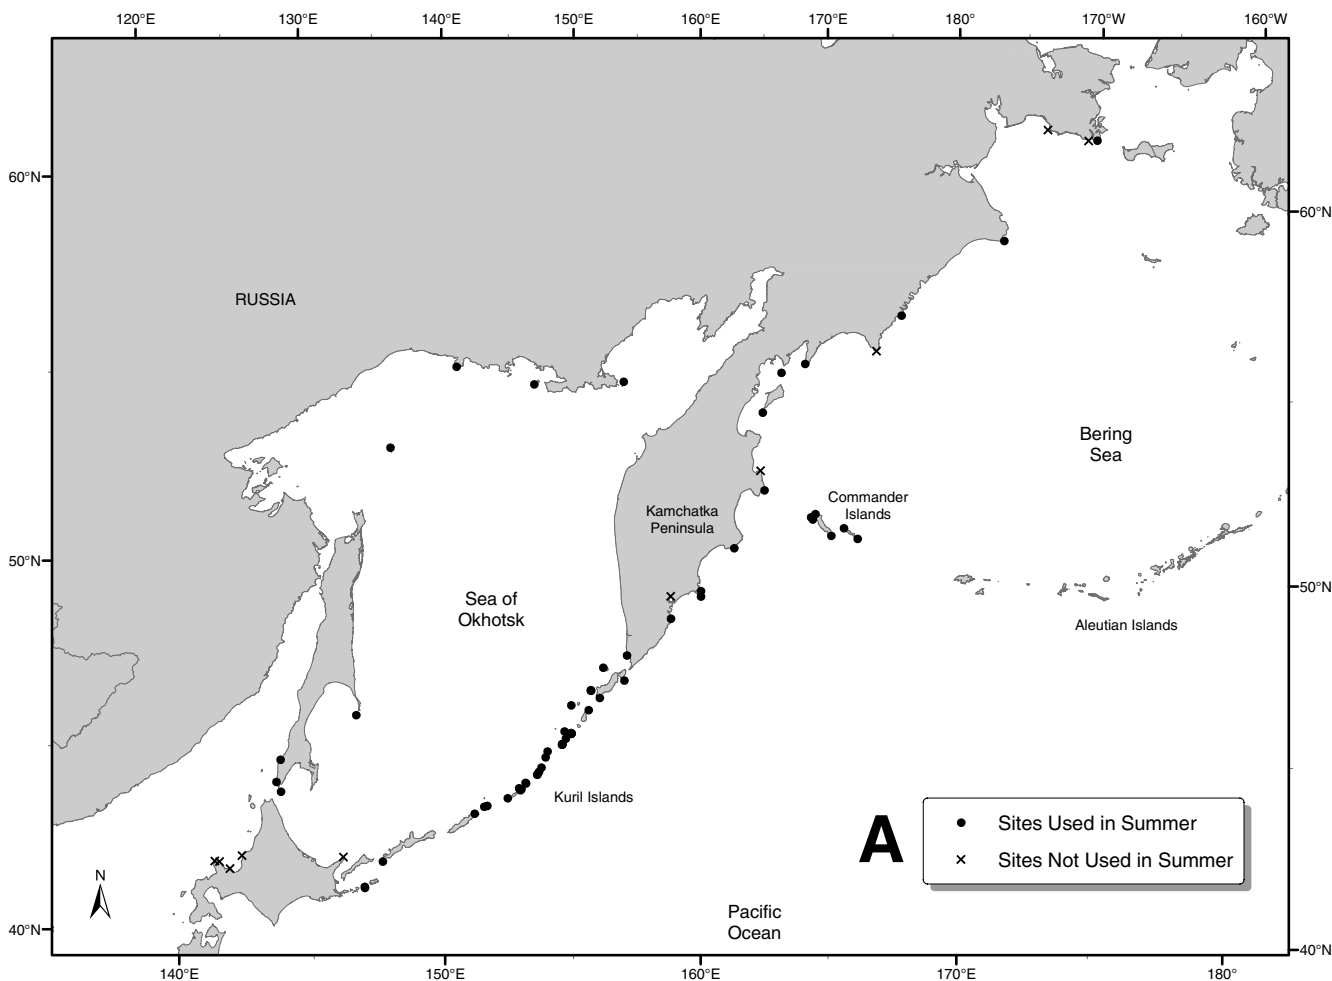 120°E 130°E 140°E 150°E 160°E 170°E 180° 170°W 160°W
60°N
60°N
RUSSIA
Bering
Sea
Commander
Islands
Kamchatka
Peninsula
50°N
50°N
Sea of
Okhotsk
Aleutian Islands
Kuril Islands
A
Sites Used in Summer
Sites Not Used in Summer
N
Pacific
Ocean
40°N
40°N
140°E 150°E 160°E 170°E 180°